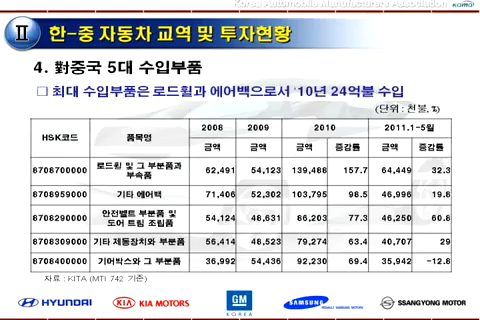 Korea Automobile Manufacturers Association KAMA
Ⅱ 한-중 자동차 교역 및 투자현황
4. 對중국 5대 수입부품
□ 최대 수입부품은 로드휠과 에어백으로서 '10년 24억불 수입
(단위 : 천불, %)
HSK코드 품목명 2008 2009 2010 2011.1-5월
금액 금액 금액 증감률 금액 증감률
8708700000 로드휠 및 그 부분품과 부속품 62,491 54,123 139,488 157.7 64,449 32.3
8708959000 기타 에어백 71,406 52,302 103,795 98.5 46,996 19.8
8708290000 안전밸트 부분품 및 도어 트림 조립품 54,124 48,631 86,203 77.3 46,250 60.8
8708309000 기타 제동장치와 부분품 56,414 48,523 79,274 63.4 40,707 29
8708400000 기어박스와 그 부분품 36,992 54,436 92,230 69.4 35,942 -12.8
자료 : KITA (MTI 742 기준)
HYUNDAI KIA KIA MOTORS GM KOREA SAMSUNG RENAULT SAMSUNG MOTORS SSANGYONG MOTOR